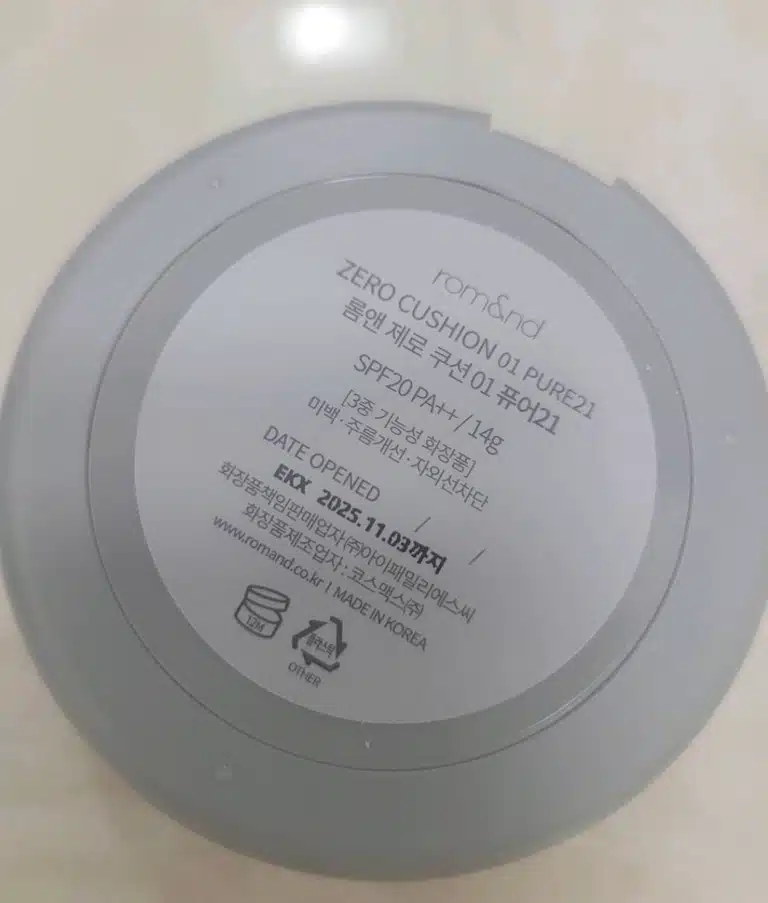 rom&nd
ZERO CUSHION 01 PURE21
롬앤 제로 쿠션 01 퓨어21
SPF20 PA++ / 14g
[3중 기능성 화장품]
미백·주름개선·자외선차단
DATE OPENED / /
EKX 2025.11.03까지
화장품책임판매업자(주)아이패밀리에스씨
화장품제조업자 : 코스맥스(주)
www.romand.co.kr I MADE IN KOREA
12M
플라스틱
OTHER